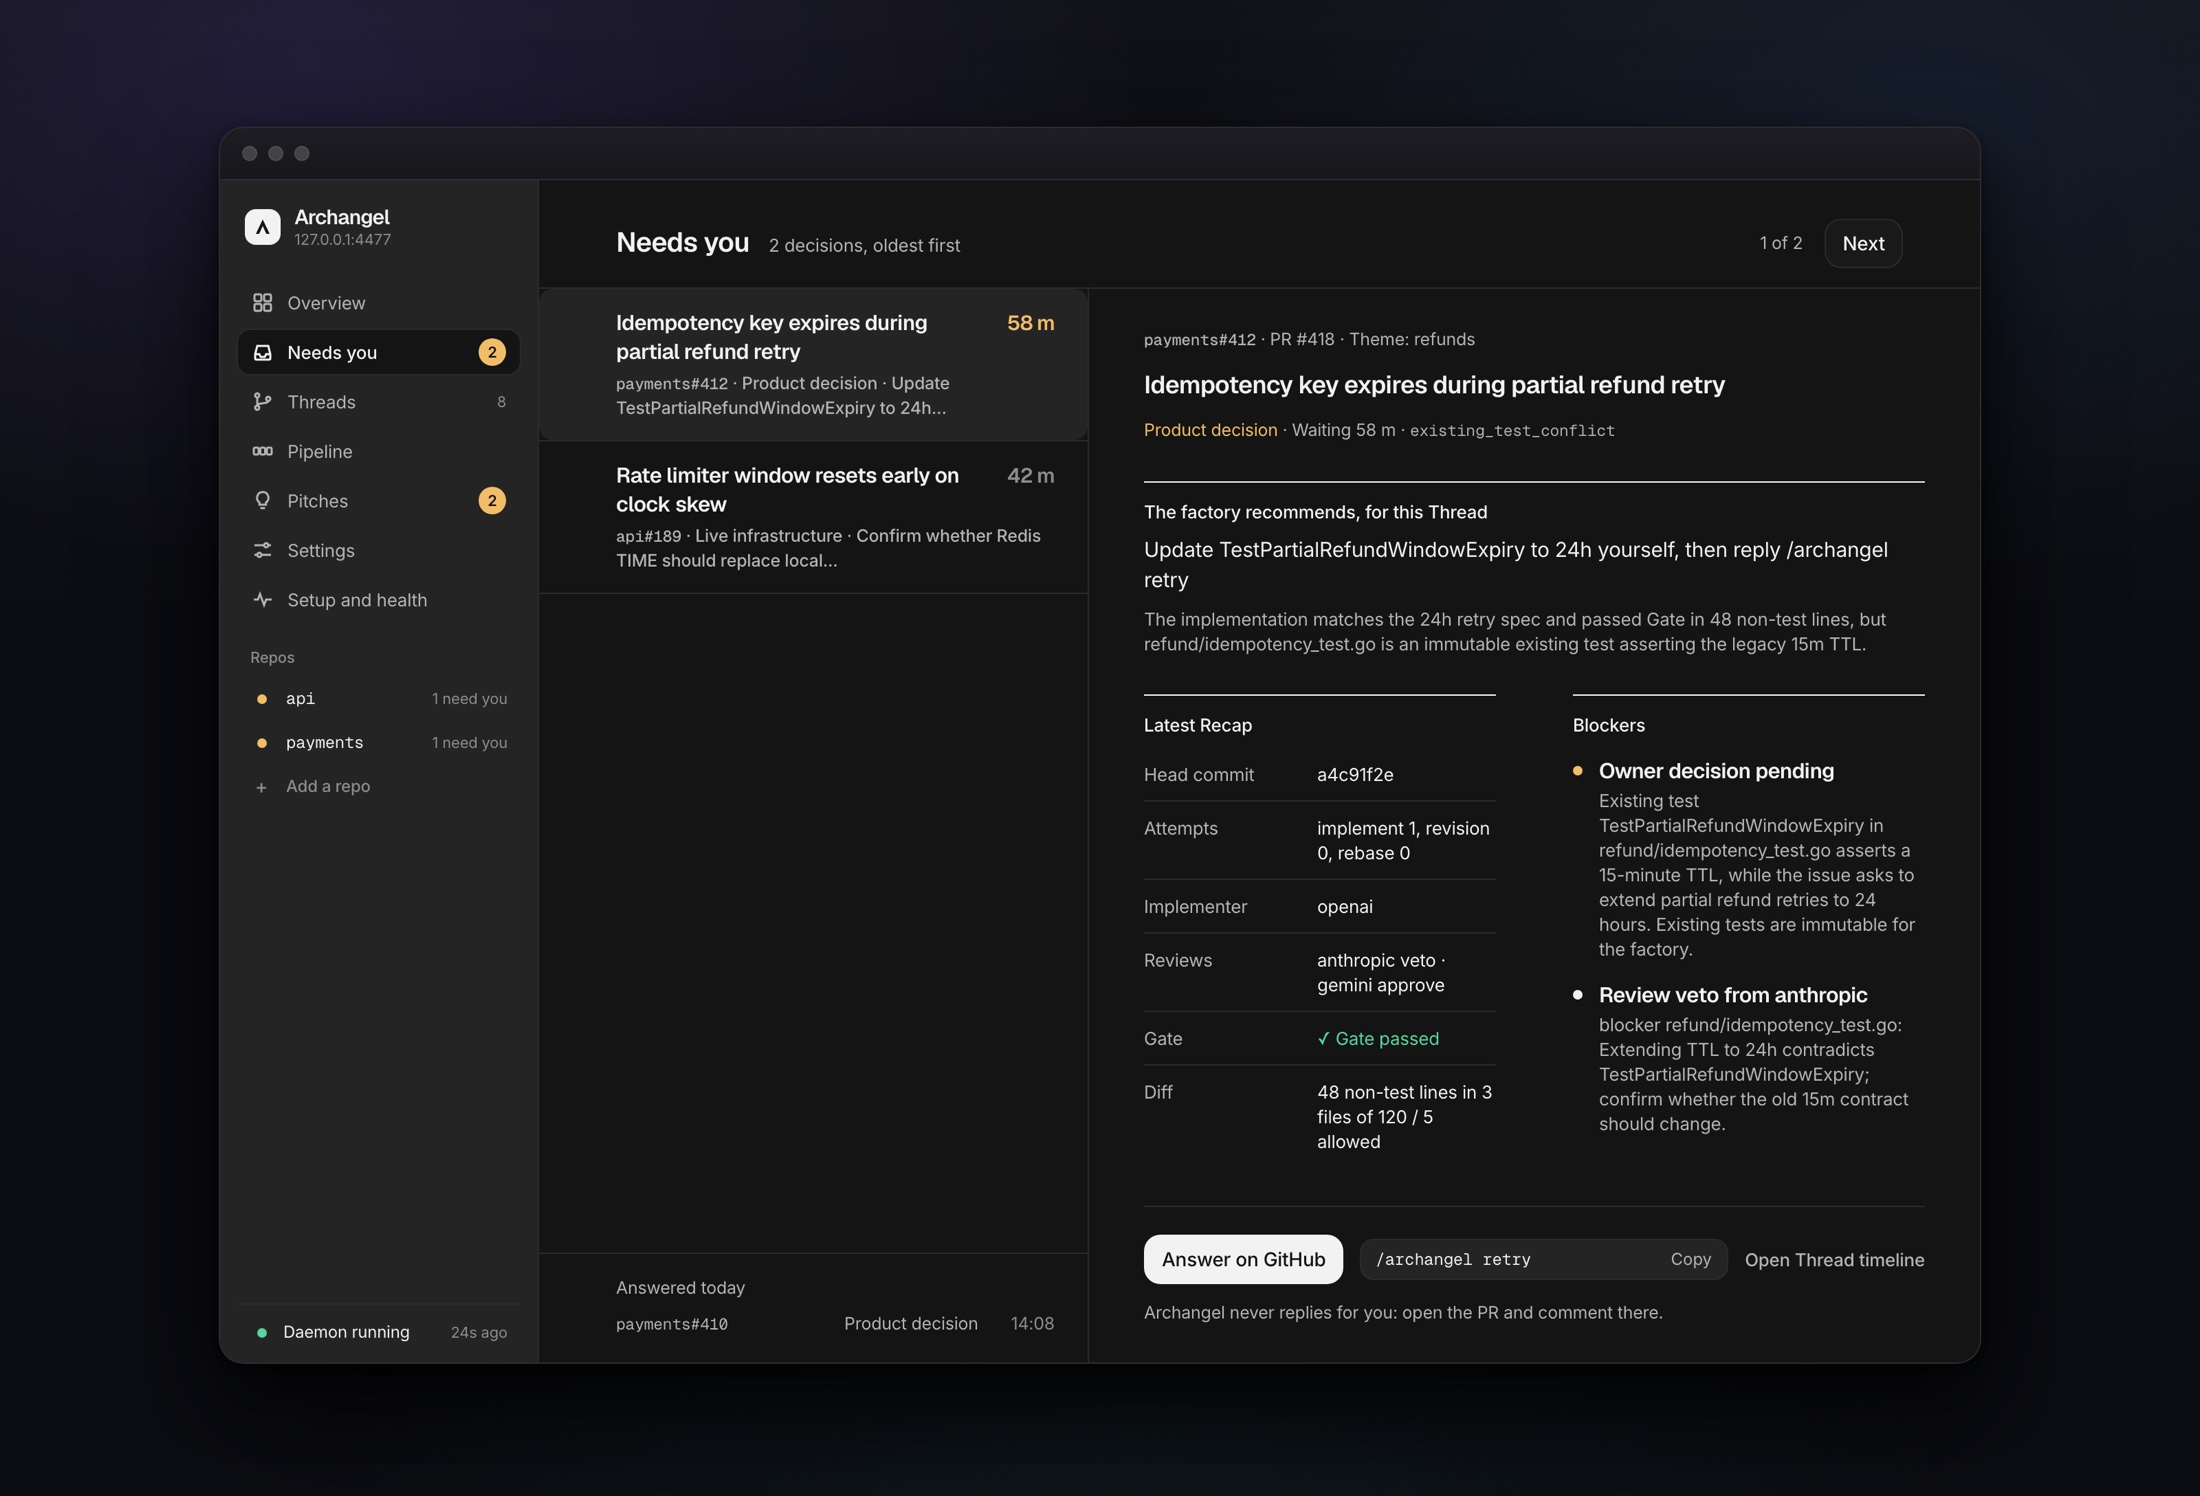 Archangel
127.0.0.1:4477
Overview
Needs you 2
Threads 8
Pipeline
Pitches 2
Settings
Setup and health
Repos
api 1 need you
payments 1 need you
+ Add a repo
Daemon running 24s ago
Needs you 2 decisions, oldest first
1 of 2 Next
Idempotency key expires during 58 m
partial refund retry
payments#412 · Product decision · Update
TestPartialRefundWindowExpiry to 24h…
Rate limiter window resets early on 42 m
clock skew
api#189 · Live infrastructure · Confirm whether Redis
TIME should replace local…
Answered today
payments#410 Product decision 14:08
payments#412 · PR #418 · Theme: refunds
Idempotency key expires during partial refund retry
Product decision · Waiting 58 m · existing_test_conflict
The factory recommends, for this Thread
Update TestPartialRefundWindowExpiry to 24h yourself, then reply /archangel
retry
The implementation matches the 24h retry spec and passed Gate in 48 non-test lines, but
refund/idempotency_test.go is an immutable existing test asserting the legacy 15m TTL.
Latest Recap
Head commit a4c91f2e
Attempts implement 1, revision
0, rebase 0
Implementer openai
Reviews anthropic veto ·
gemini approve
Gate ✓ Gate passed
Diff 48 non-test lines in 3
files of 120 / 5
allowed
Blockers
Owner decision pending
Existing test
TestPartialRefundWindowExpiry in
refund/idempotency_test.go asserts a
15-minute TTL, while the issue asks to
extend partial refund retries to 24
hours. Existing tests are immutable for
the factory.
Review veto from anthropic
blocker refund/idempotency_test.go:
Extending TTL to 24h contradicts
TestPartialRefundWindowExpiry;
confirm whether the old 15m contract
should change.
Answer on GitHub /archangel retry Copy Open Thread timeline
Archangel never replies for you: open the PR and comment there.